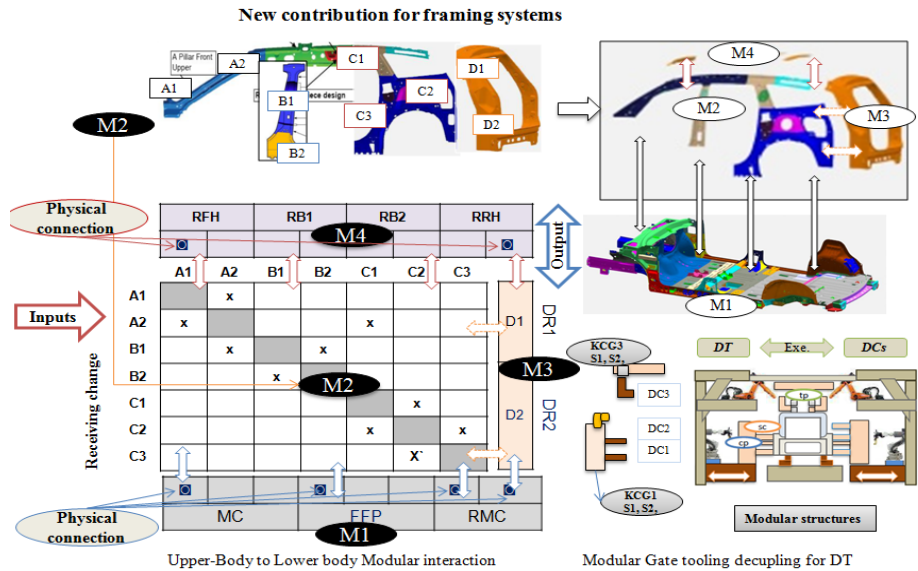 New contribution for framing systems
A Pillar Front
Upper
A1
A2
B1
ece design
B2
C1
C2
C3
D1
D2
M4
M2
M3
M1
M2
Physical
connection
RFH RB1 RB2 RRH
M4
Output
A1 A2 B1 B2 C1 C2 C3
Inputs
Receiving change
A1 x
A2 x x
B1 x x
B2 x
C1 x
C2 x x
C3 X`
M2
D1
D2
DR1
DR2
M3
KCG3
S1, S2,
DC3
DC2
DC1
KCG1
S1, S2,
DT Exe. DCs
tp
sc
cp
Modular structures
Physical
connection
MC RMC
M1
Upper-Body to Lower body Modular interaction
Modular Gate tooling decupling for DT